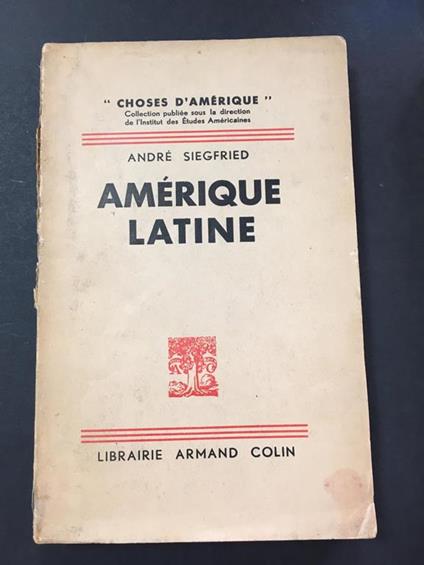 " CHOSES D'AMÉRIQUE "
Collection publiée sous la direction
de l'Institut des Études Américaines
ANDRÉ SIEGFRIED
AMÉRIQUE
LATINE
LIBRAIRIE ARMAND COLIN